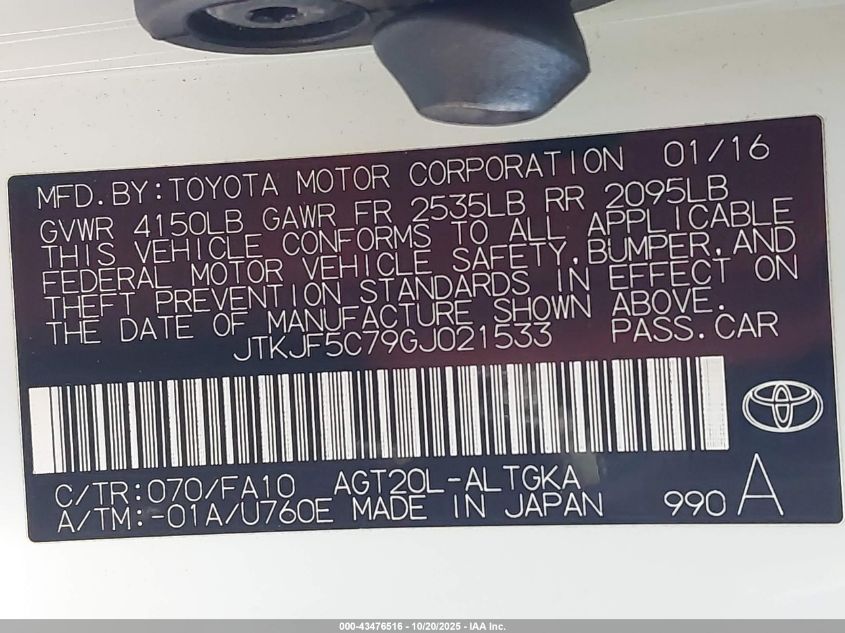 MFD. BY: TOYOTA MOTOR CORPORATION 01/16
GVWR 4150LB GAWR FR 2535LB RR 2095LB
THIS VEHICLE CONFORMS TO ALL APPLICABLE
FEDERAL MOTOR VEHICLE SAFETY, BUMPER, AND
THEFT PREVENTION STANDARDS IN EFFECT ON
THE DATE OF MANUFACTURE SHOWN ABOVE.
JTKJF5C79GJ021533 PASS. CAR
C/TR: 070/FA10 AGT20L-ALTGKA
A/TM: -01A/U760E MADE IN JAPAN 990 A
000-43476516 - 10/20/2025 - IAA Inc.